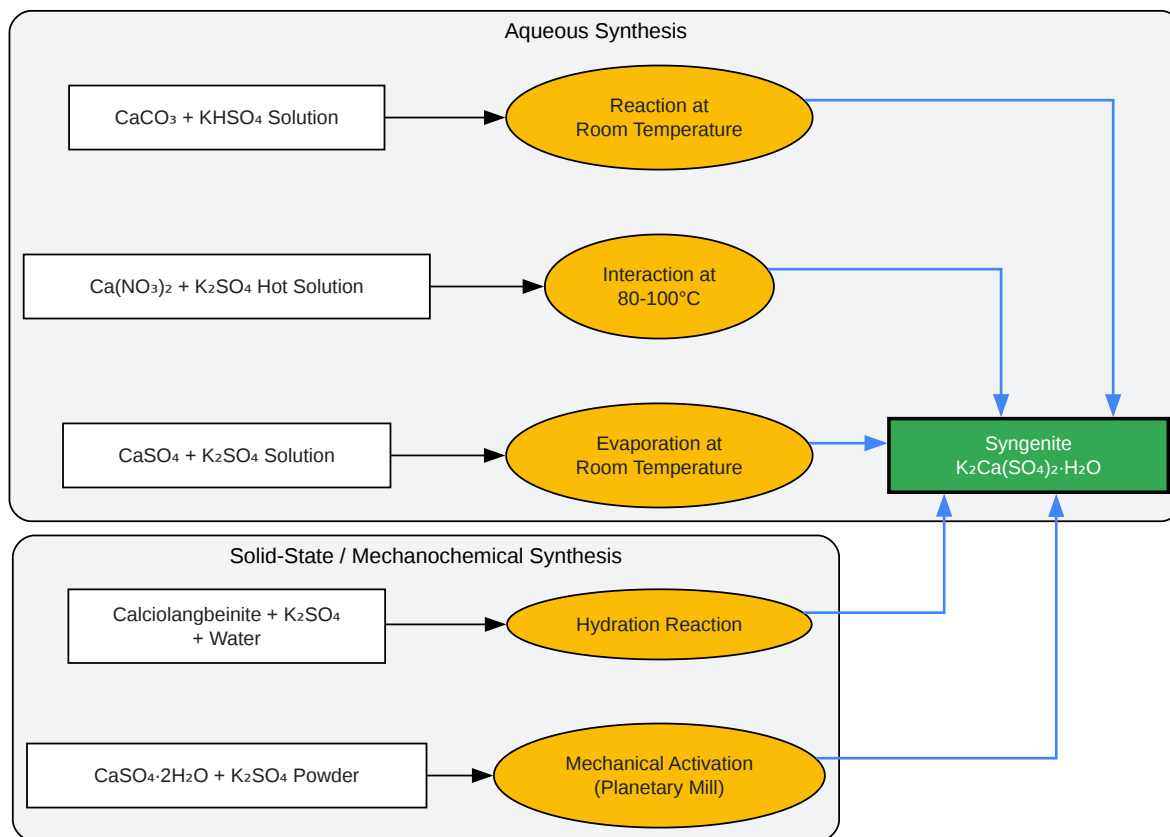 Aqueous Synthesis
CaCO₃ + KHSO₄ Solution
Reaction at
Room Temperature
Ca(NO₃)₂ + K₂SO₄ Hot Solution
Interaction at
80-100°C
CaSO₄ + K₂SO₄ Solution
Evaporation at
Room Temperature
Syngenite
K₂Ca(SO₄)₂·H₂O
Solid-State / Mechanochemical Synthesis
Calciolangbeinite + K₂SO₄
+ Water
Hydration Reaction
CaSO₄·2H₂O + K₂SO₄ Powder
Mechanical Activation
(Planetary Mill)